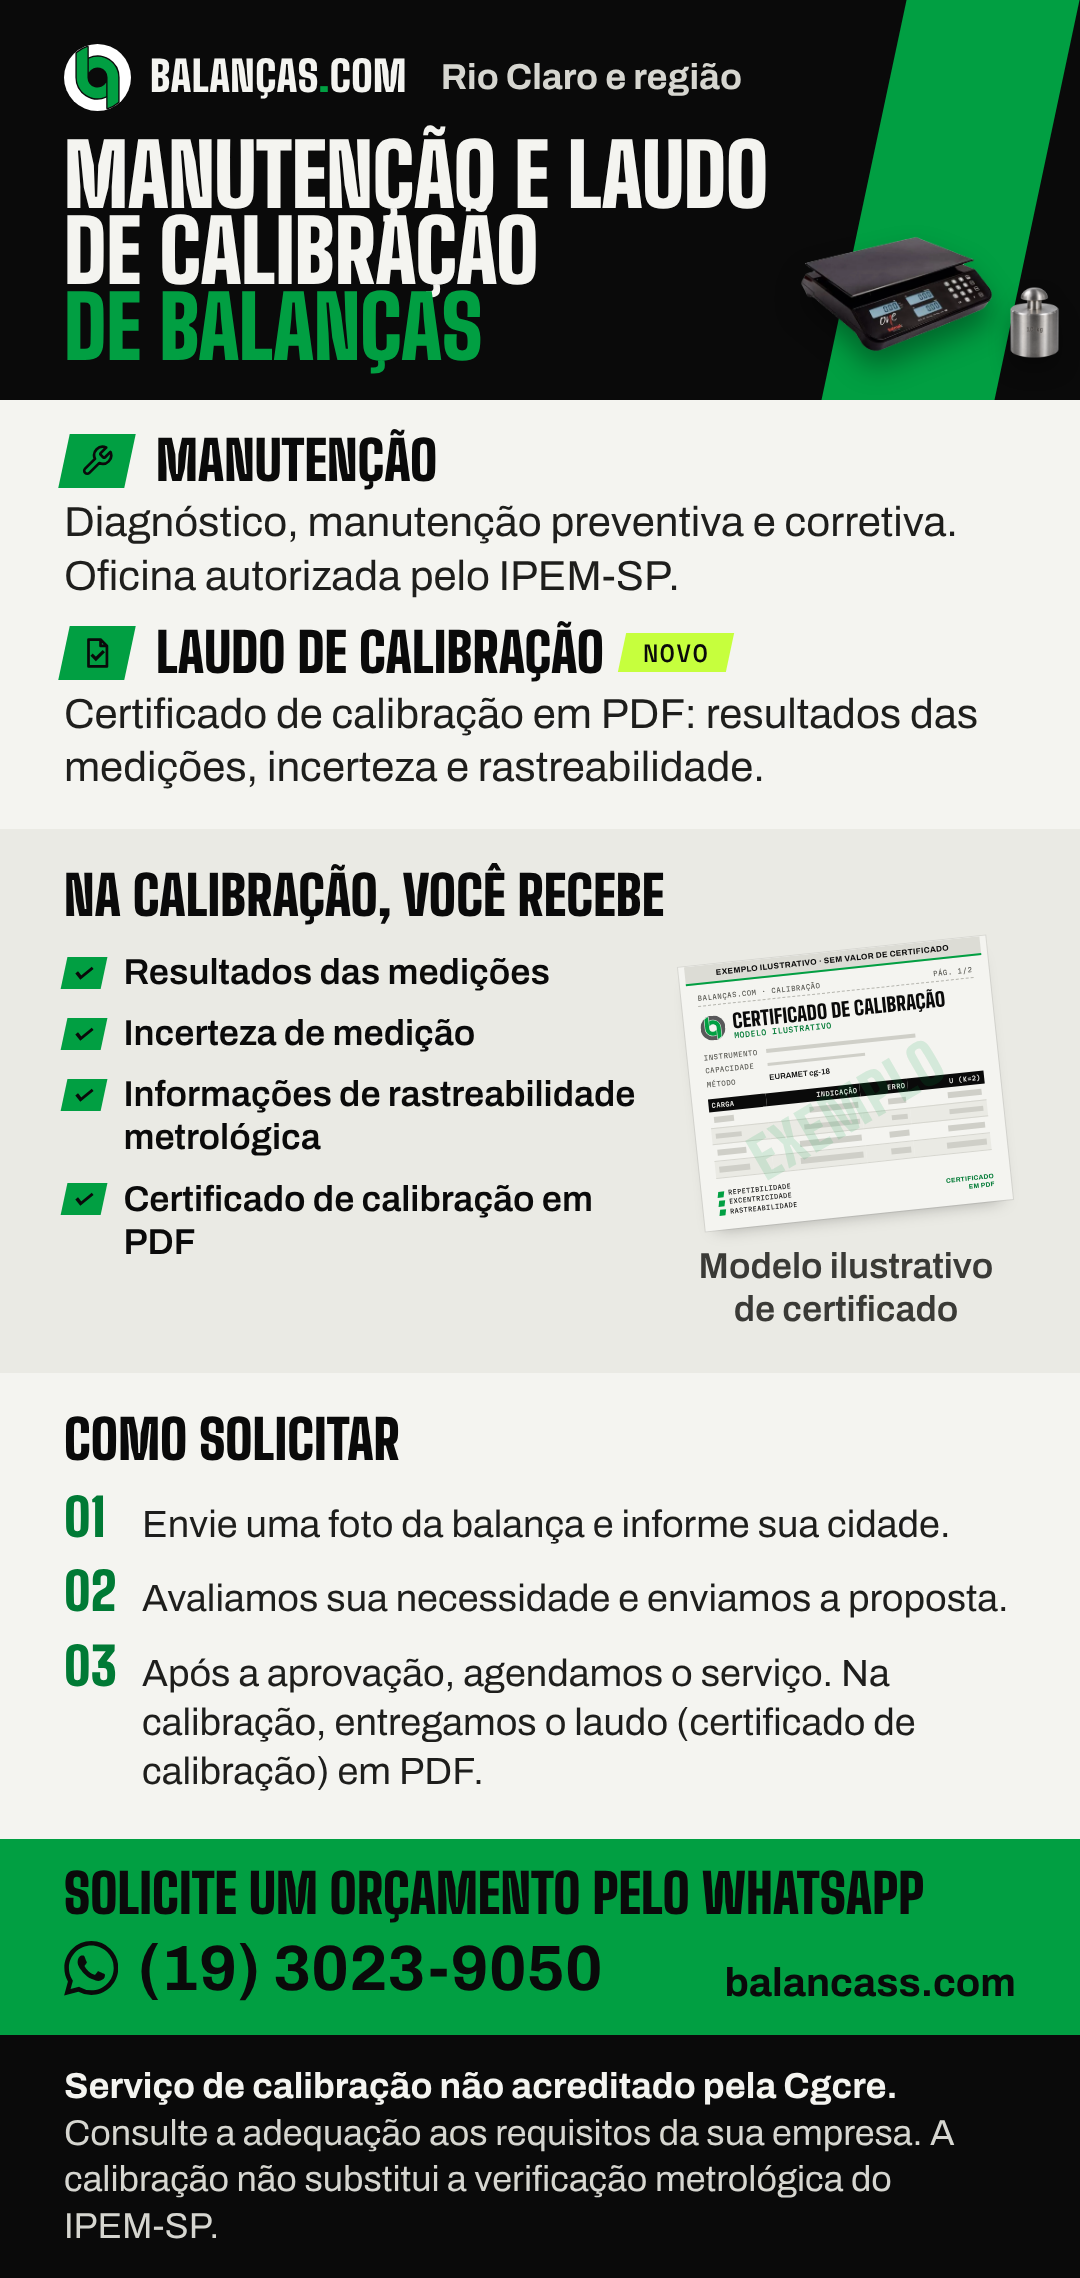 BALANÇAS.COM Rio Claro e região
MANUTENÇÃO E LAUDO
DE CALIBRAÇÃO
DE BALANÇAS
MANUTENÇÃO
Diagnóstico, manutenção preventiva e corretiva.
Oficina autorizada pelo IPEM-SP.
LAUDO DE CALIBRAÇÃO NOVO
Certificado de calibração em PDF: resultados das
medições, incerteza e rastreabilidade.
NA CALIBRAÇÃO, VOCÊ RECEBE
Resultados das medições
Incerteza de medição
Informações de rastreabilidade
metrológica
Certificado de calibração em
PDF
EXEMPLO ILUSTRATIVO · SEM VALOR DE CERTIFICADO
BALANÇAS.COM · CALIBRAÇÃO PÁG. 1/2
CERTIFICADO DE CALIBRAÇÃO
MODELO ILUSTRATIVO
INSTRUMENTO
CAPACIDADE
MÉTODO EURAMET cg-18
CARGA INDICAÇÃO ERRO U (K=2)
EXEMPLO
REPETIBILIDADE
EXCENTRICIDADE
RASTREABILIDADE
CERTIFICADO
EM PDF
Modelo ilustrativo
de certificado
COMO SOLICITAR
01 Envie uma foto da balança e informe sua cidade.
02 Avaliamos sua necessidade e enviamos a proposta.
03 Após a aprovação, agendamos o serviço. Na
calibração, entregamos o laudo (certificado de
calibração) em PDF.
SOLICITE UM ORÇAMENTO PELO WHATSAPP
(19) 3023-9050
balancass.com
Serviço de calibração não acreditado pela Cgcre.
Consulte a adequação aos requisitos da sua empresa. A
calibração não substitui a verificação metrológica do
IPEM-SP.